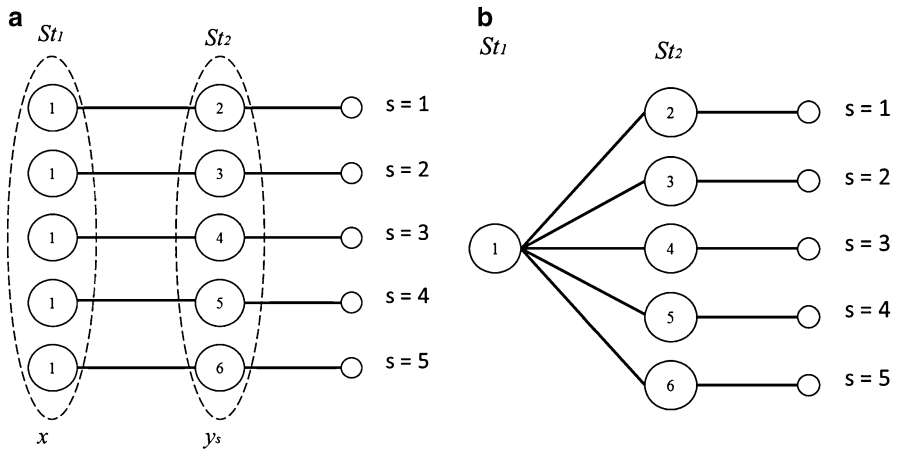 a
St1
St2
1
2
s = 1
1
3
s = 2
1
4
s = 3
1
5
s = 4
1
6
s = 5
x
ys
b
St1
St2
1
2
s = 1
3
s = 2
4
s = 3
5
s = 4
6
s = 5